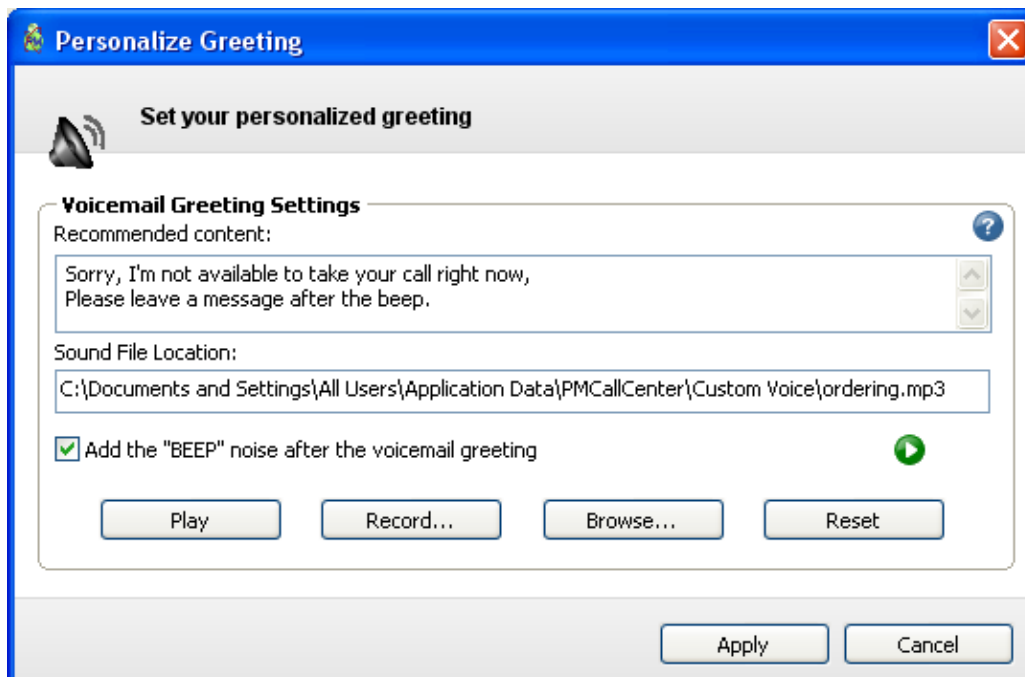 Personalize Greeting
Set your personalized greeting
Voicemail Greeting Settings
Recommended content:
?
Sorry, I'm not available to take your call right now,
Please leave a message after the beep.
Sound File Location:
C:\Documents and Settings\All Users\Application Data\PMCallCenter\Custom Voice\ordering.mp3
Add the "BEEP" noise after the voicemail greeting
Play Record... Browse... Reset
Apply Cancel